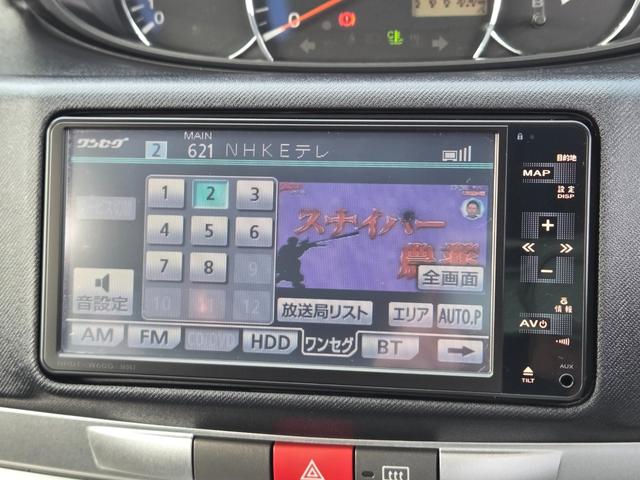 ワンセグ
MAIN
2 621 NHKEテレ
1 2 3
4 5 6
7 8 9
10 11 12
スナイパー
全画面
音設定
放送局リスト エリア AUTO.P
AM FM CD/DVD HDD ワンセグ BT
目的地
MAP
設定
DISP
+
−
情報
AV
AUX
TILT
0 0